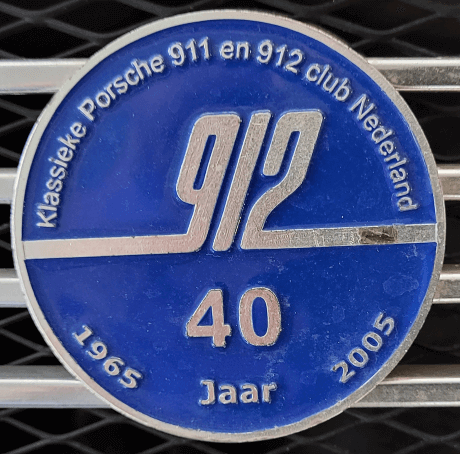 Klassieke Porsche 911 en 912 club Nederland
912
40
1965 Jaar 2005